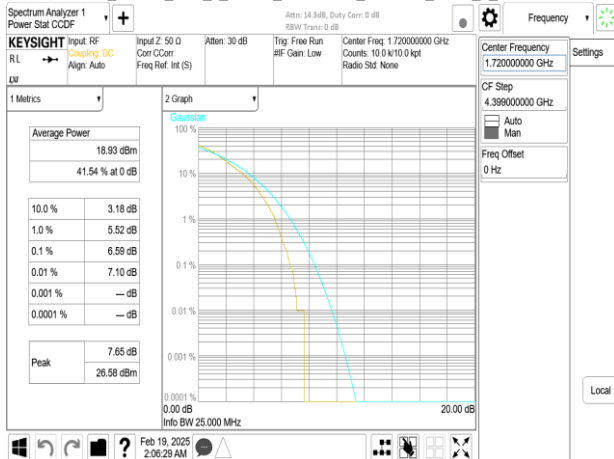 Spectrum Analyzer 1
Power Stat CCDF
+
Attn: 14.3dB, Duty Corr: 0 dB
RBW Trans: 0 dB
Frequency
KEYSIGHT
RL
LXI
Input: RF
Coupling: DC
Align: Auto
Input Z: 50 Ω
Corr CCorr
Freq Ref: Int (S)
Atten: 30 dB
Trig: Free Run
#IF Gain: Low
Center Freq: 1.720000000 GHz
Counts: 10.0 k/10.0 kpt
Radio Std: None
Center Frequency
1.720000000 GHz
Settings
CF Step
4.399000000 GHz
Auto
Man
Freq Offset
0 Hz
1 Metrics
Average Power
18.93 dBm
41.54 % at 0 dB
10.0 % 3.18 dB
1.0 % 5.52 dB
0.1 % 6.59 dB
0.01 % 7.10 dB
0.001 % --- dB
0.0001 % --- dB
Peak
7.65 dB
26.58 dBm
2 Graph
Gaussian
100 %
10 %
1 %
0.1 %
0.01 %
0.001 %
0.0001 %
0.00 dB 20.00 dB
Info BW 25.000 MHz
Local
?
Feb 19, 2025
2:06:29 AM